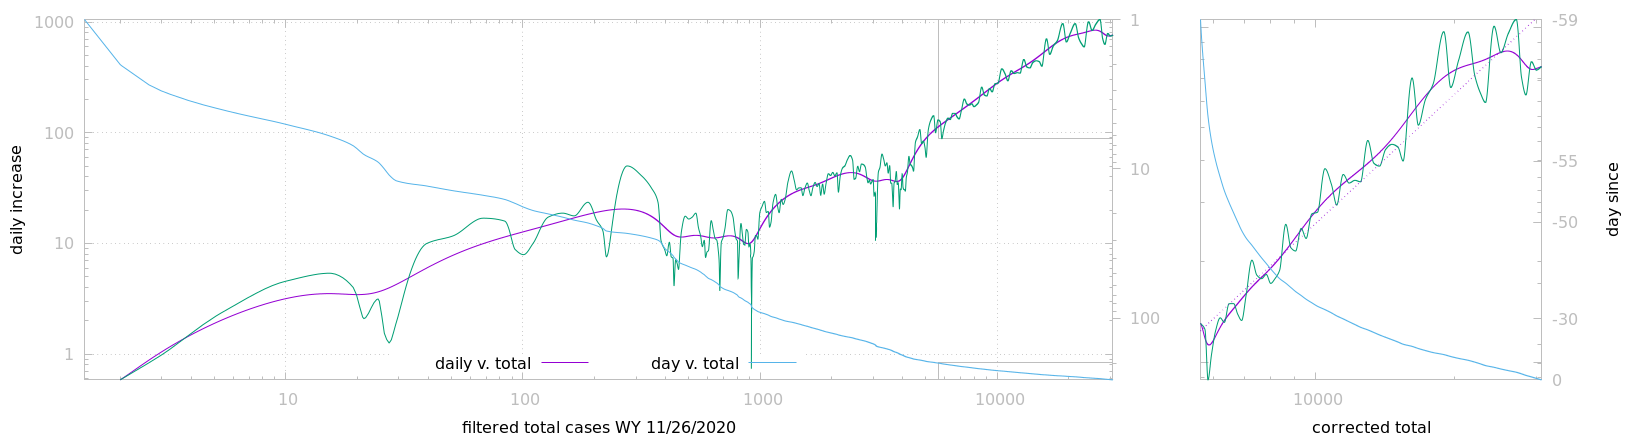 1000
100
10
1
daily increase
10
100
1000
10000
filtered total cases WY 11/26/2020
daily v. total
day v. total
1
10
100
10000
corrected total
-59
-55
-50
-30
0
day since